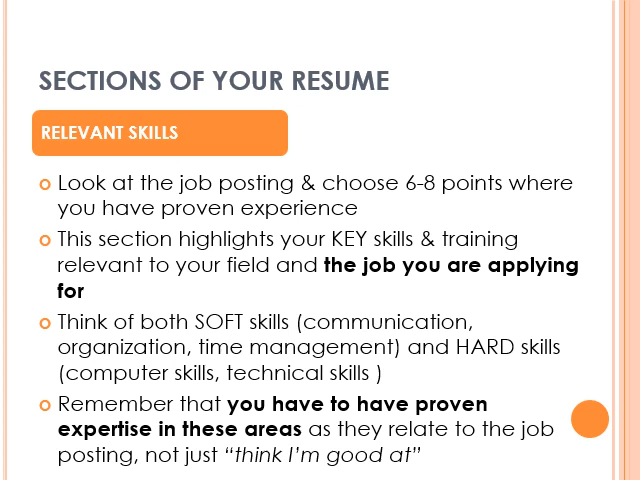 SECTIONS OF YOUR RESUME
RELEVANT SKILLS
Look at the job posting & choose 6-8 points where
you have proven experience
This section highlights your KEY skills & training
relevant to your field and the job you are applying
for
Think of both SOFT skills (communication,
organization, time management) and HARD skills
(computer skills, technical skills )
Remember that you have to have proven
expertise in these areas as they relate to the job
posting, not just “think I’m good at”